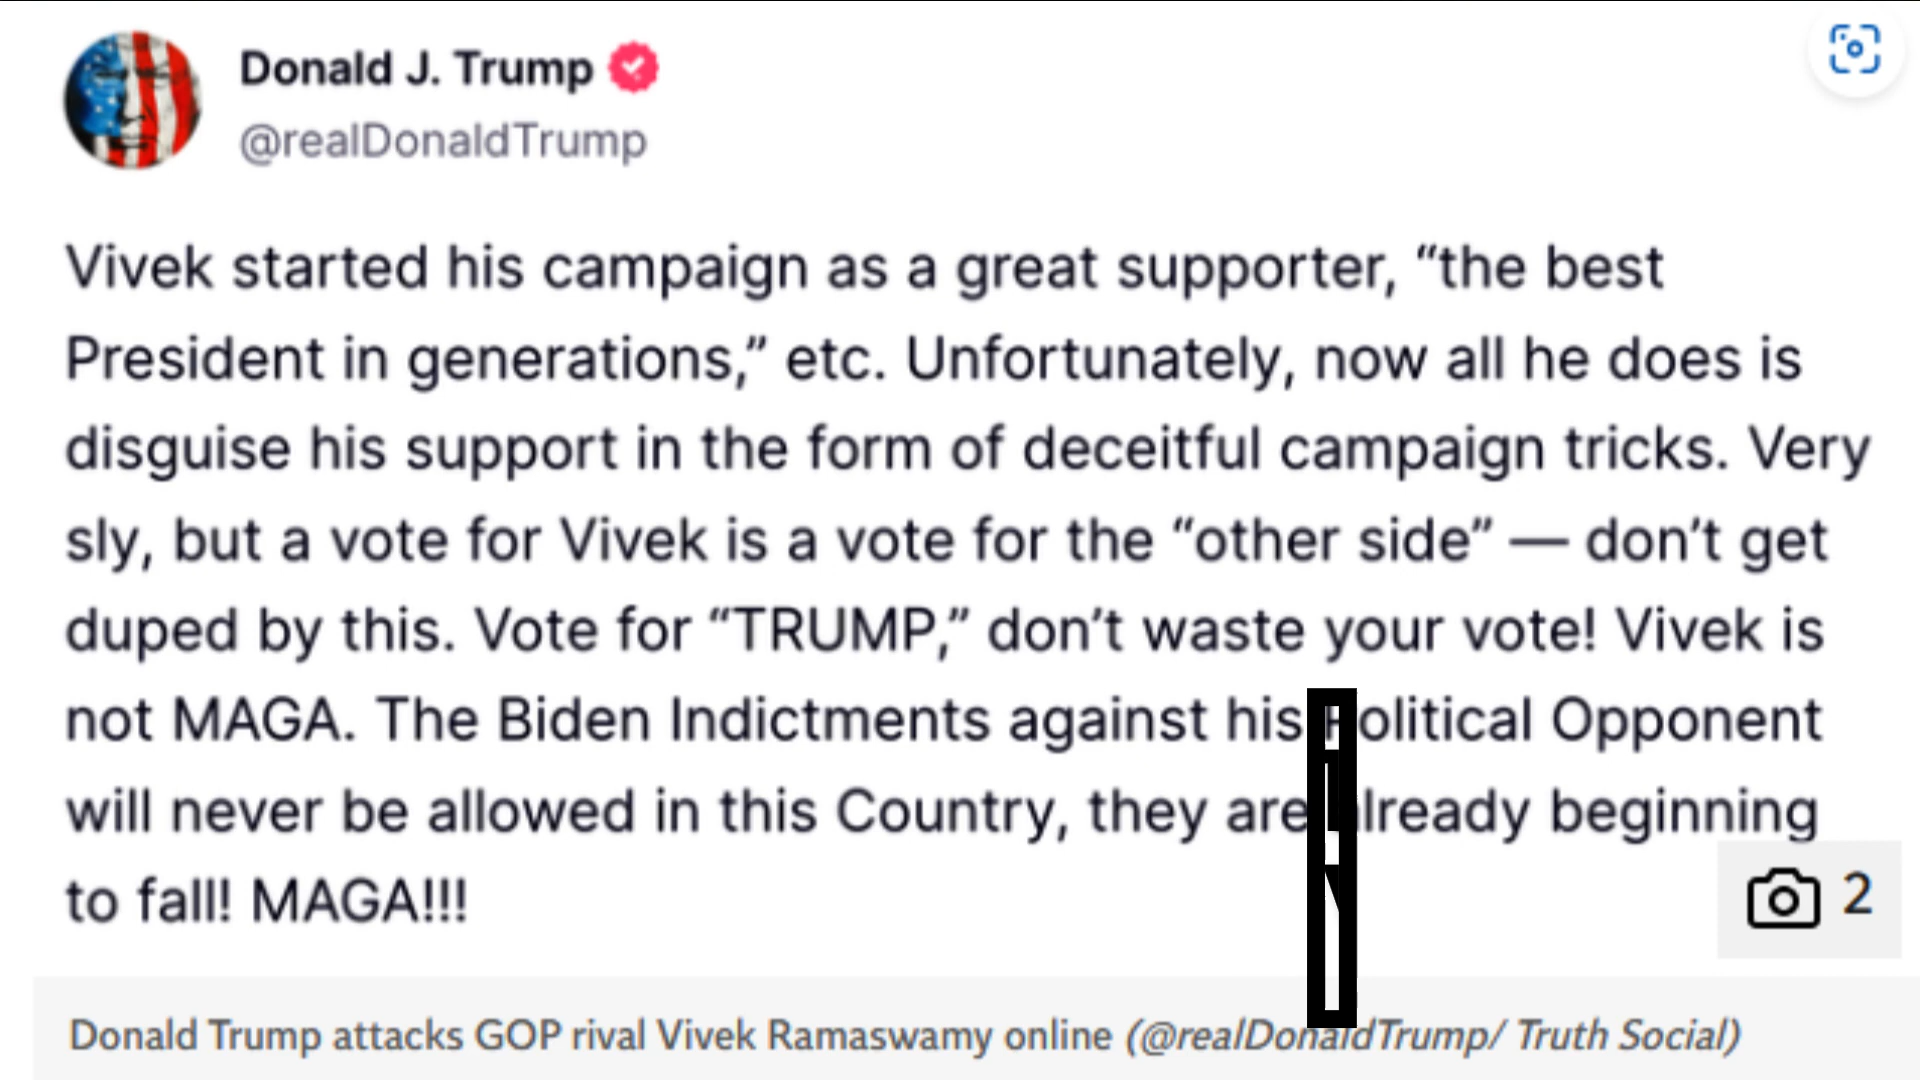 Donald J. Trump
@realDonaldTrump
Vivek started his campaign as a great supporter, “the best
President in generations,” etc. Unfortunately, now all he does is
disguise his support in the form of deceitful campaign tricks. Very
sly, but a vote for Vivek is a vote for the “other side” — don’t get
duped by this. Vote for “TRUMP,” don’t waste your vote! Vivek is
not MAGA. The Biden Indictments against his Political Opponent
will never be allowed in this Country, they are already beginning
to fall! MAGA!!!
2
Donald Trump attacks GOP rival Vivek Ramaswamy online (@realDonaldTrump/ Truth Social)